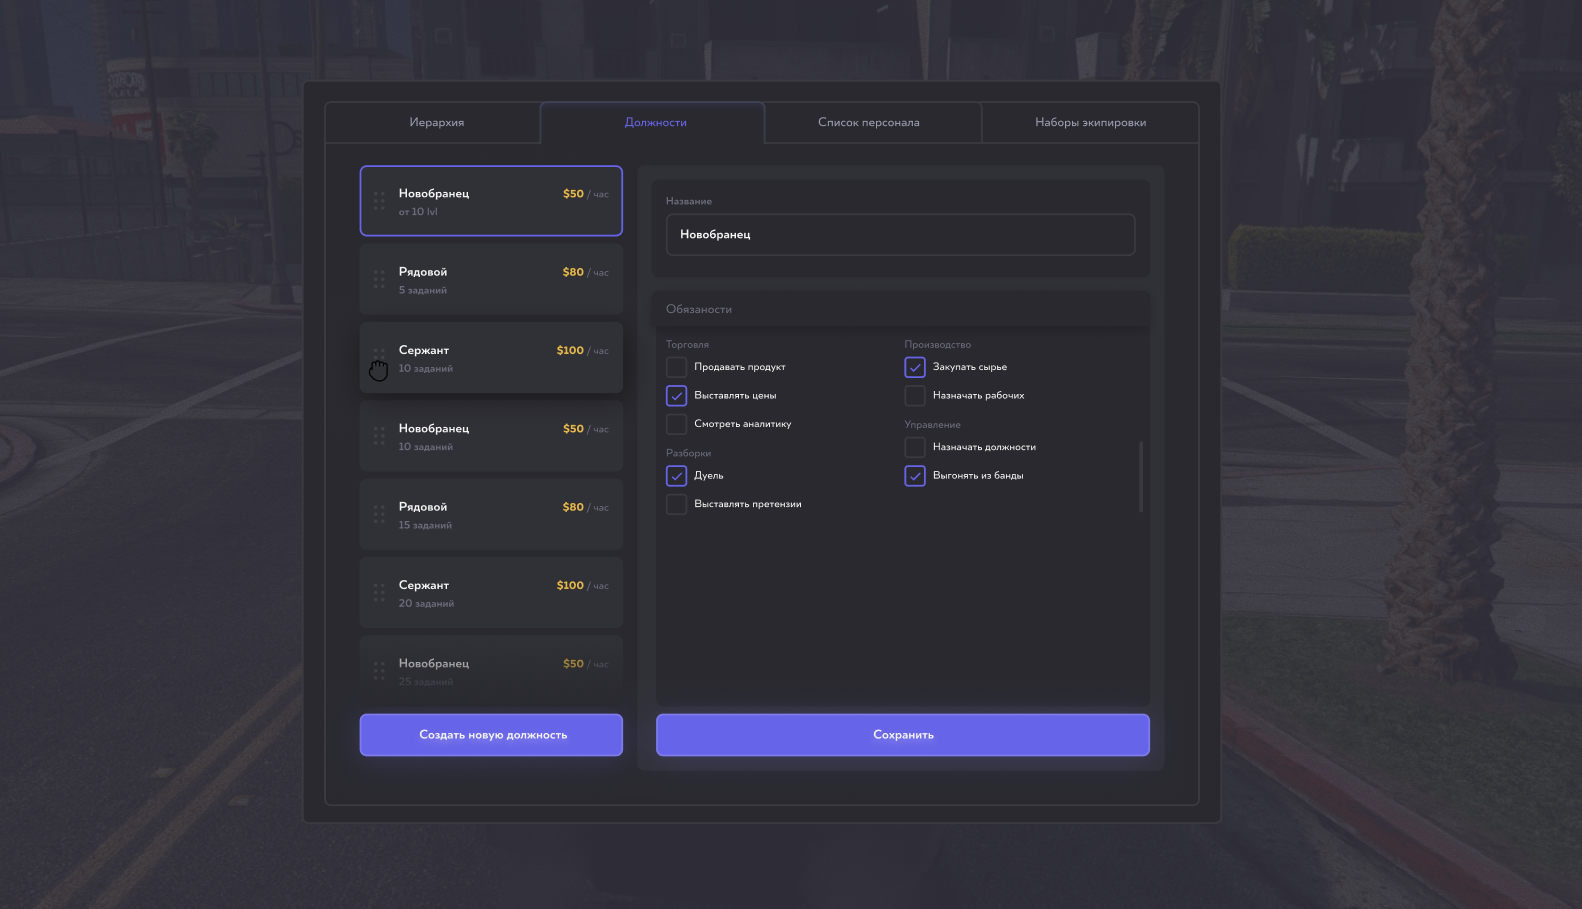 Иерархия
Должности
Список персонала
Наборы экипировки
Новобранец
$50 / час
от 10 lvl
Рядовой
$80 / час
5 заданий
Сержант
$100 / час
10 заданий
Новобранец
$50 / час
10 заданий
Рядовой
$80 / час
15 заданий
Сержант
$100 / час
20 заданий
Новобранец
$50 / час
25 заданий
Создать новую должность
Название
Новобранец
Обязаности
Торговля
Продавать продукт
Выставлять цены
Смотреть аналитику
Разборки
Дуель
Выставлять претензии
Производство
Закупать сырье
Назначать рабочих
Управление
Назначать должности
Выгонять из банды
Сохранить